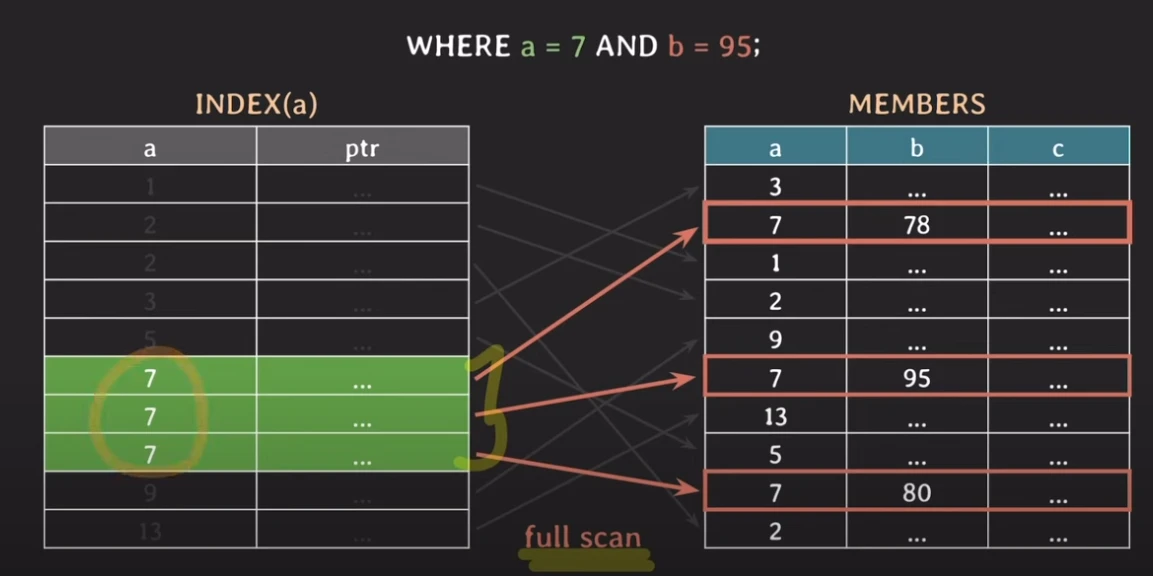 WHERE a = 7 AND b = 95;
INDEX(a)
a ptr
1 ...
2 ...
2 ...
3 ...
5 ...
7 ...
7 ...
7 ...
9 ...
13 ...
MEMBERS
a b c
3 ... ...
7 78 ...
1 ... ...
2 ... ...
9 ... ...
7 95 ...
13 ... ...
5 ... ...
7 80 ...
2 ... ...
full scan